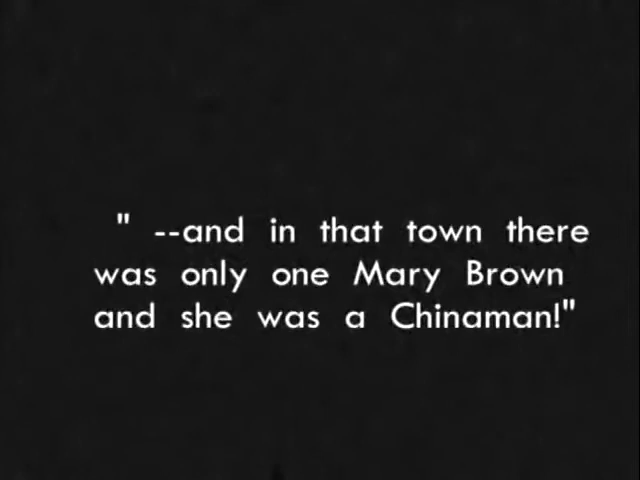 " --and in that town there
was only one Mary Brown
and she was a Chinaman!"